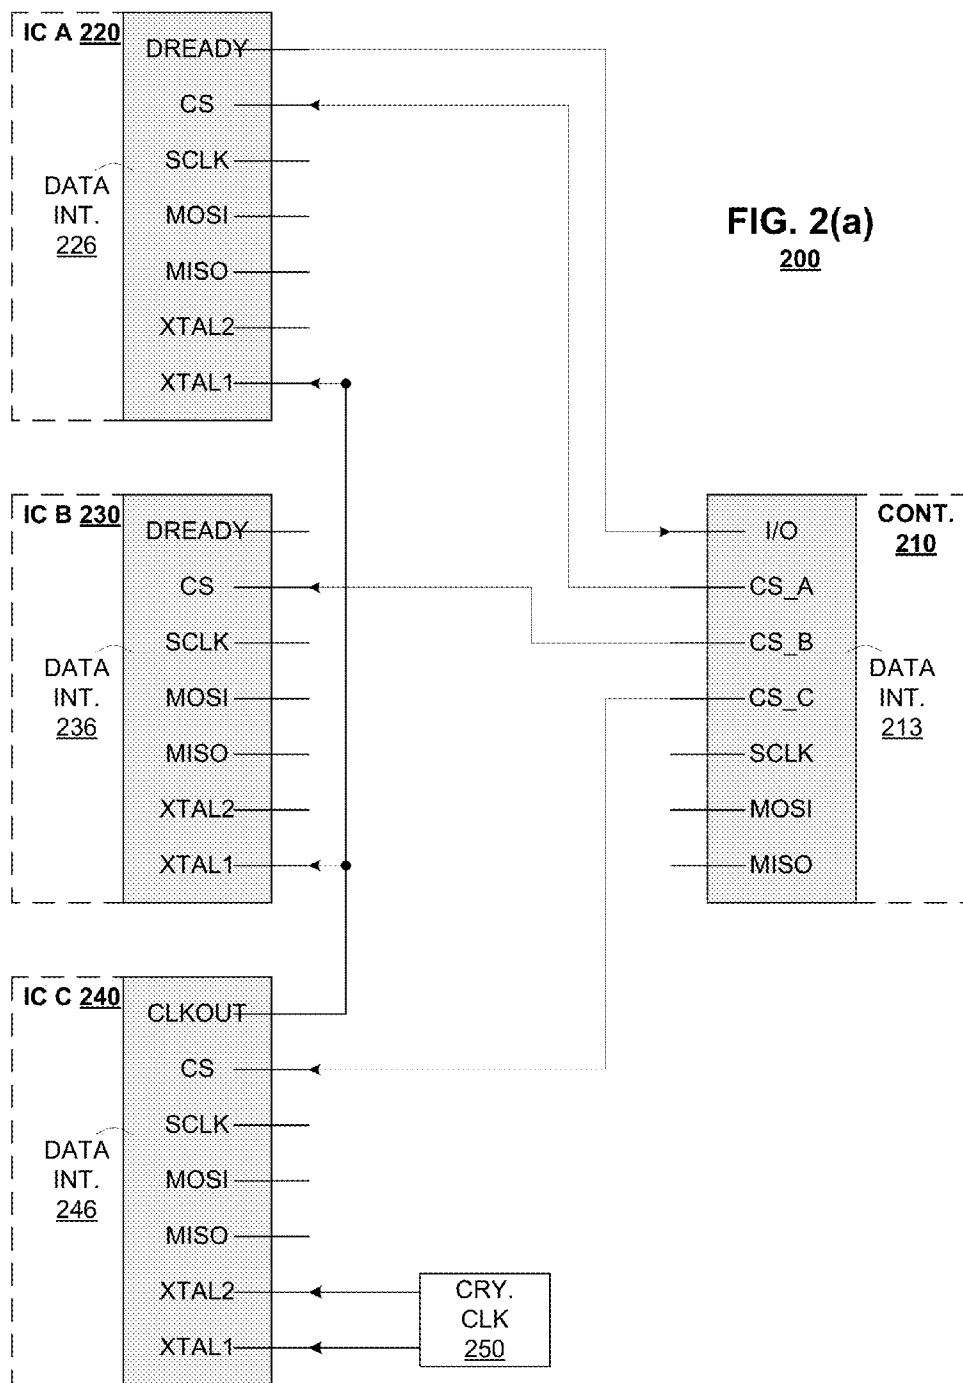 IC A 220
DREADY
CS
SCLK
MOSI
MISO
XTAL2
XTAL1
DATA
INT.
226
FIG. 2(a)
200
IC B 230
DREADY
CS
SCLK
MOSI
MISO
XTAL2
XTAL1
DATA
INT.
236
I/O
CS_A
CS_B
CS_C
SCLK
MOSI
MISO
CONT.
210
DATA
INT.
213
IC C 240
CLKOUT
CS
SCLK
MOSI
MISO
XTAL2
XTAL1
DATA
INT.
246
CRY.
CLK
250